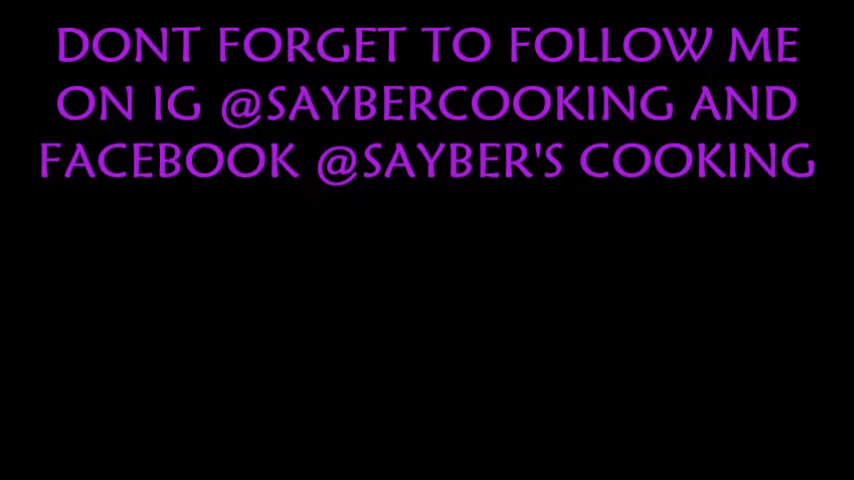 DONT FORGET TO FOLLOW ME
ON IG @SAYBERCOOKING AND
FACEBOOK @SAYBER'S COOKING